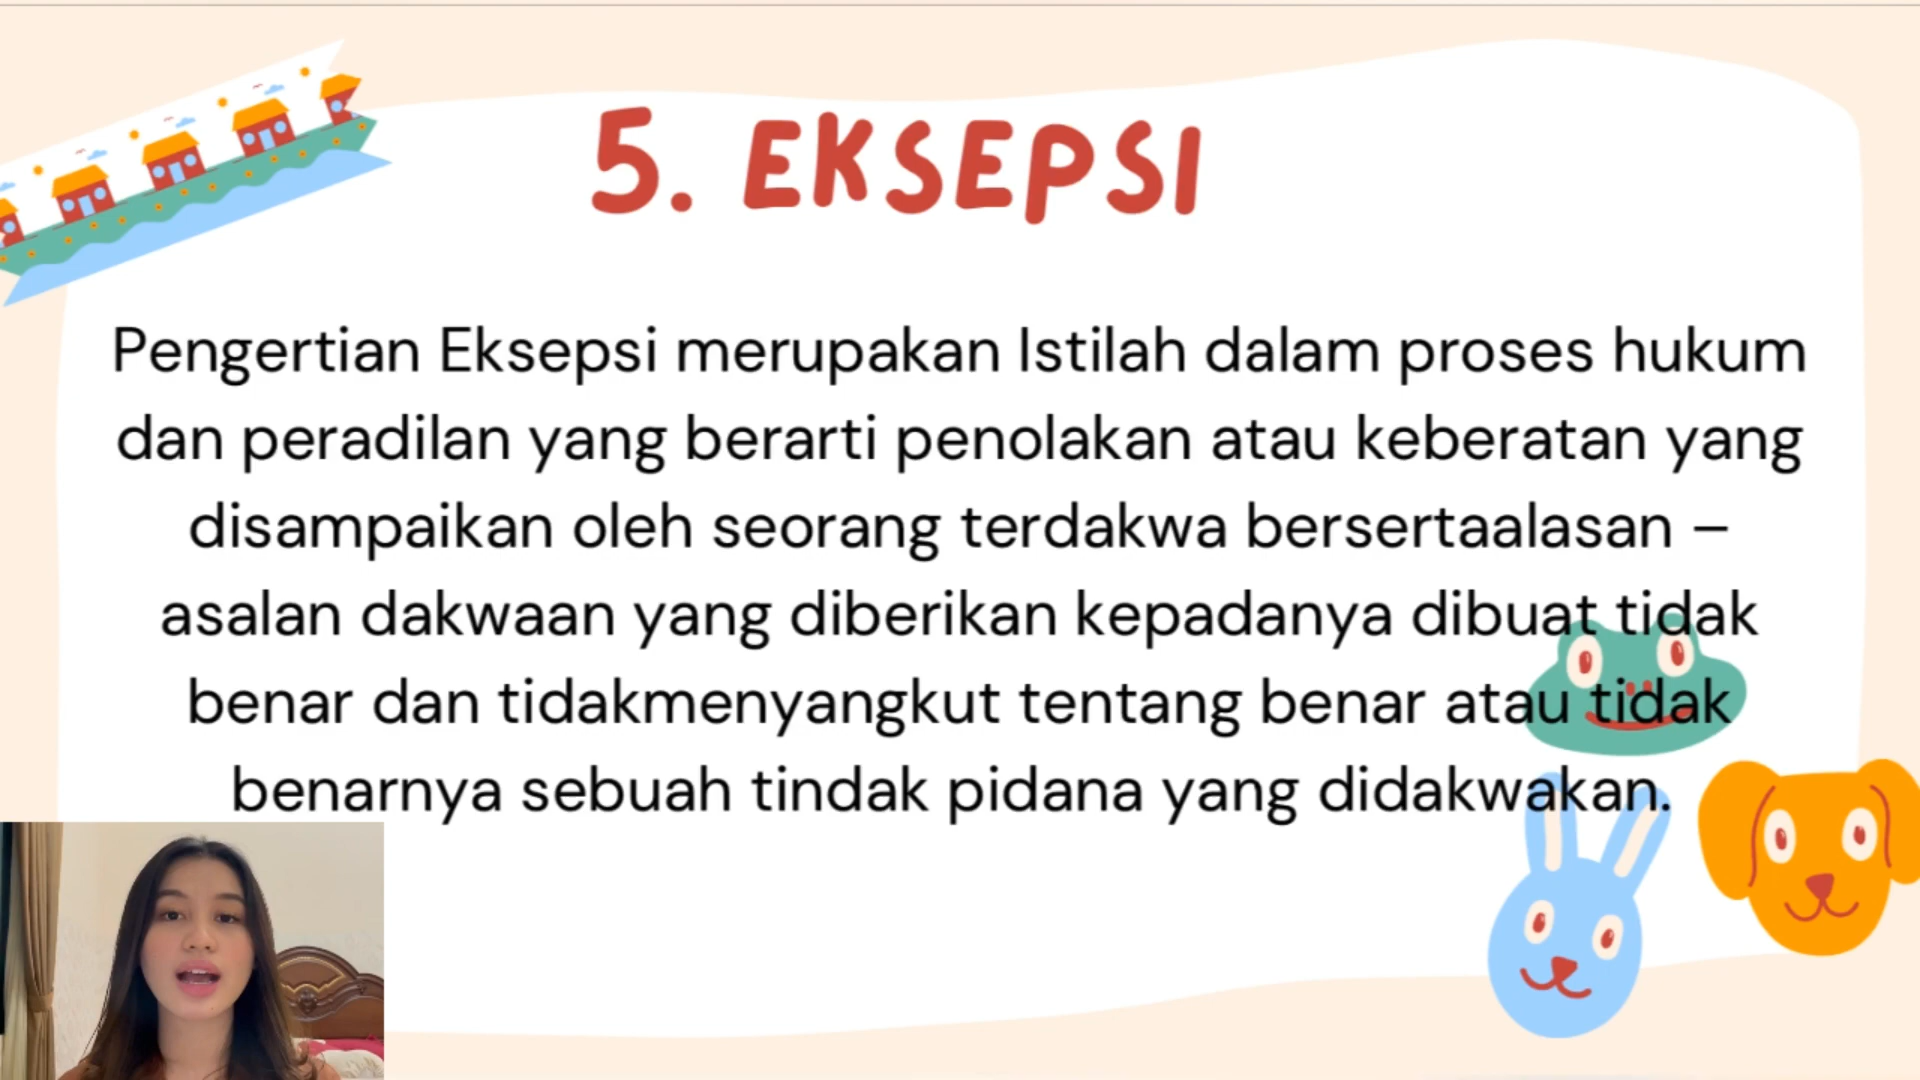 5. EKSEPSI
Pengertian Eksepsi merupakan Istilah dalam proses hukum
dan peradilan yang berarti penolakan atau keberatan yang
disampaikan oleh seorang terdakwa bersertaalasan –
asalan dakwaan yang diberikan kepadanya dibuat tidak
benar dan tidakmenyangkut tentang benar atau tidak
benarnya sebuah tindak pidana yang didakwakan.